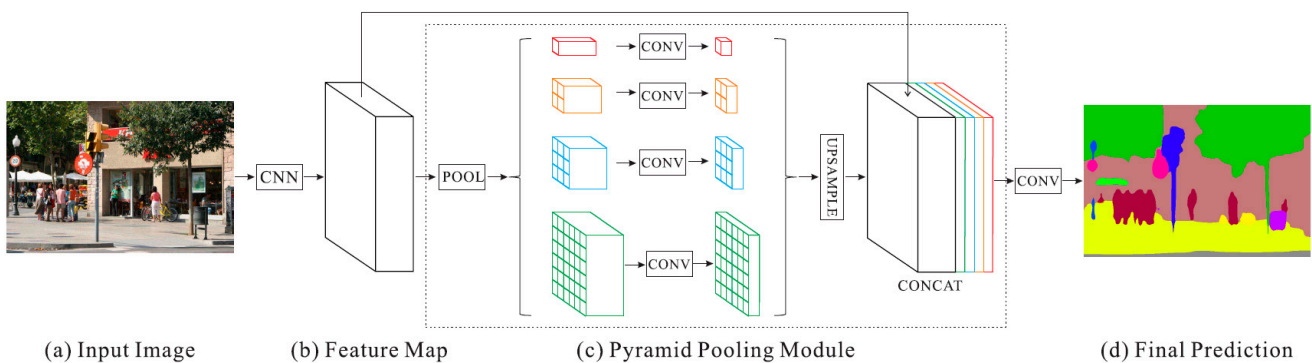 CNN
POOL
CONV
CONV
CONV
CONV
UPSAMPLE
CONCAT
CONV
(a) Input Image
(b) Feature Map
(c) Pyramid Pooling Module
(d) Final Prediction